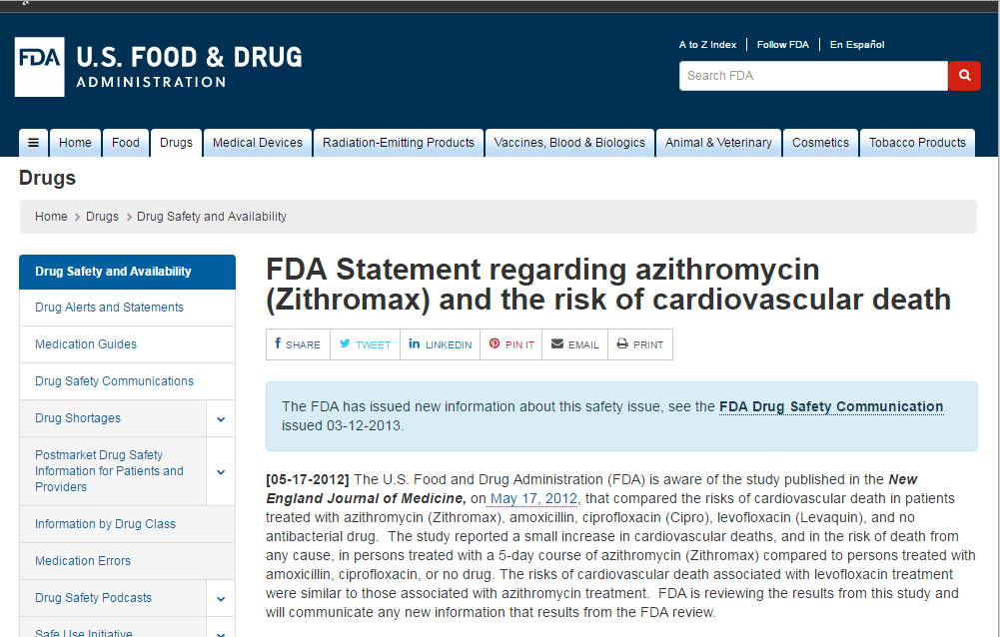 FDA
U.S. FOOD & DRUG
ADMINISTRATION
A to Z Index | Follow FDA | En Español
Search FDA
Home Food Drugs Medical Devices Radiation-Emitting Products Vaccines, Blood & Biologics Animal & Veterinary Cosmetics Tobacco Products
Drugs
Home > Drugs > Drug Safety and Availability
Drug Safety and Availability
Drug Alerts and Statements
Medication Guides
Drug Safety Communications
Drug Shortages
Postmarket Drug Safety
Information for Patients and
Providers
Information by Drug Class
Medication Errors
Drug Safety Podcasts
Safe Use Initiative
FDA Statement regarding azithromycin
(Zithromax) and the risk of cardiovascular death
SHARE TWEET LINKEDIN PIN IT EMAIL PRINT
The FDA has issued new information about this safety issue, see the FDA Drug Safety Communication
issued 03-12-2013.
[05-17-2012] The U.S. Food and Drug Administration (FDA) is aware of the study published in the New
England Journal of Medicine, on May 17, 2012, that compared the risks of cardiovascular death in patients
treated with azithromycin (Zithromax), amoxicillin, ciprofloxacin (Cipro), levofloxacin (Levaquin), and no
antibacterial drug.  The study reported a small increase in cardiovascular deaths, and in the risk of death from
any cause, in persons treated with a 5-day course of azithromycin (Zithromax) compared to persons treated with
amoxicillin, ciprofloxacin, or no drug. The risks of cardiovascular death associated with levofloxacin treatment
were similar to those associated with azithromycin treatment.  FDA is reviewing the results from this study and
will communicate any new information that results from the FDA review.